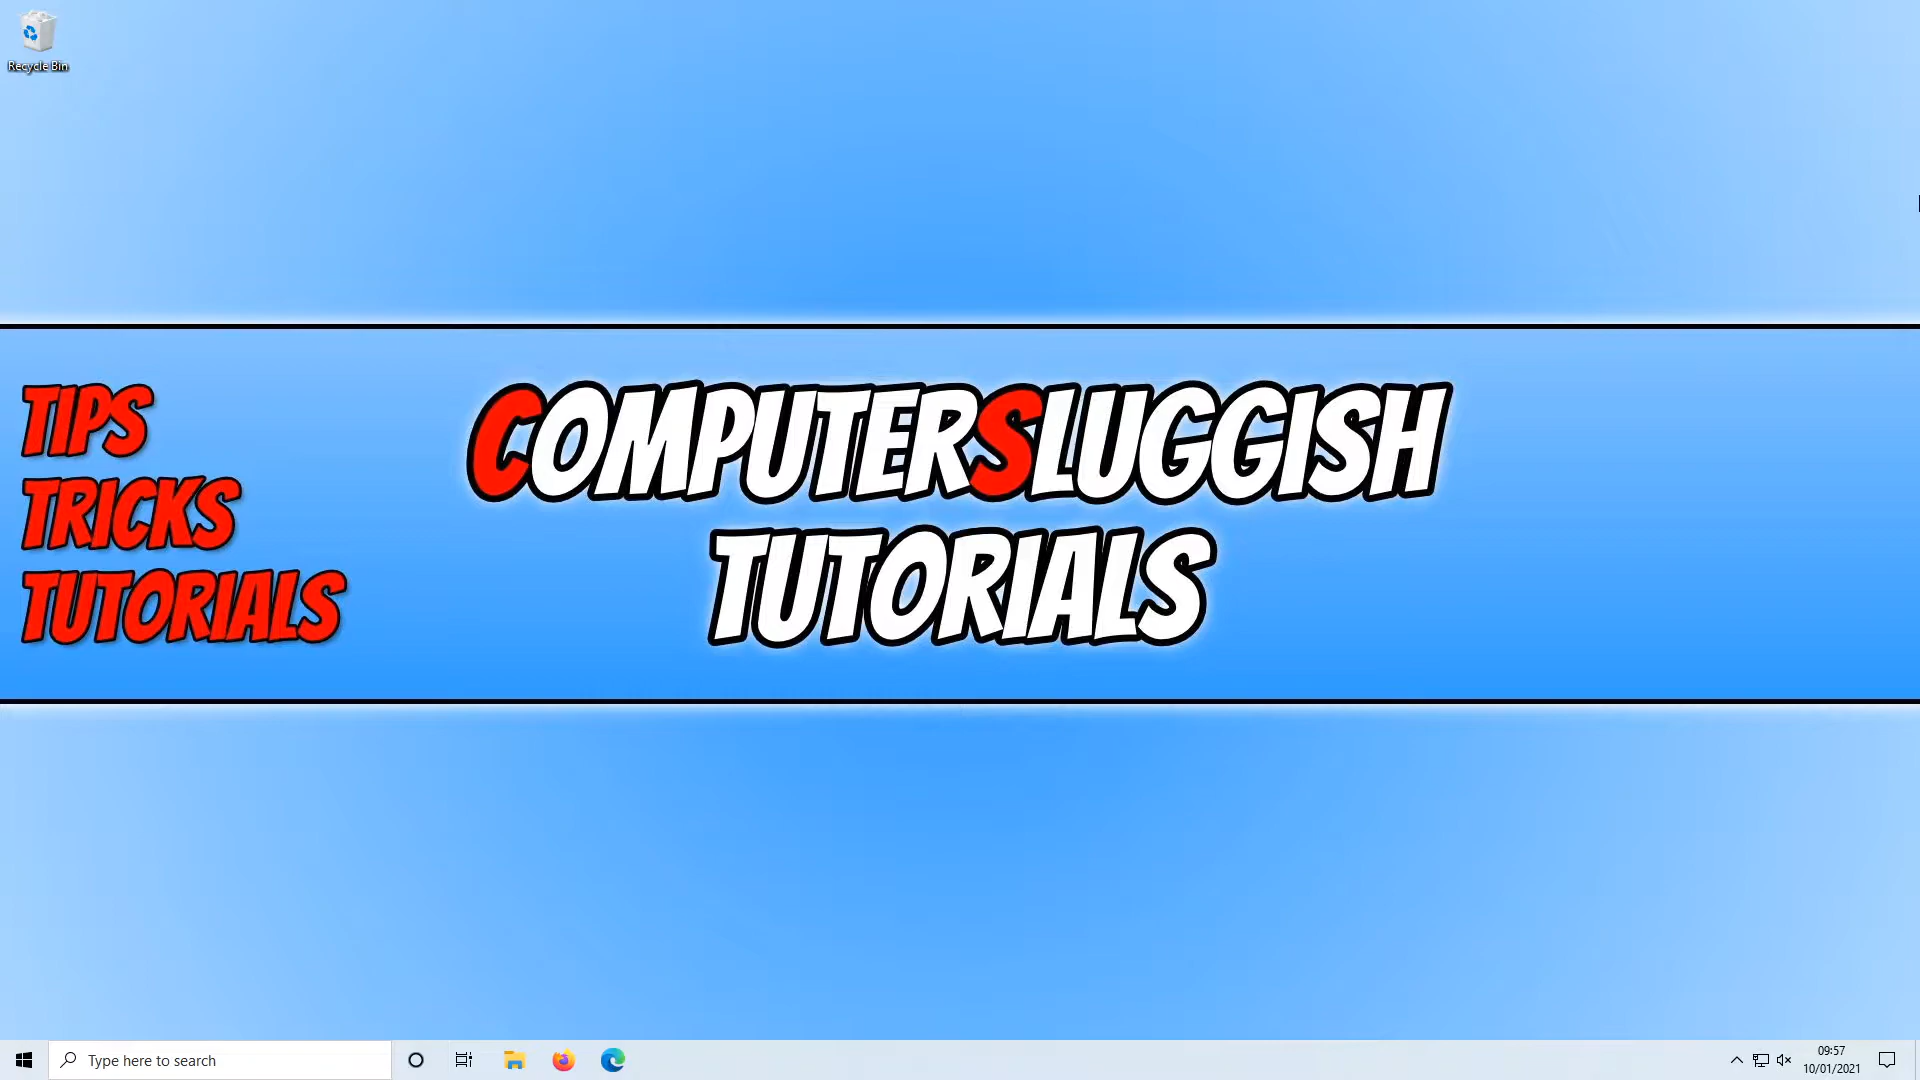 Recycle Bin
TIPS
TRICKS
TUTORIALS
COMPUTERSLUGGISH
TUTORIALS
Type here to search
09:57
10/01/2021